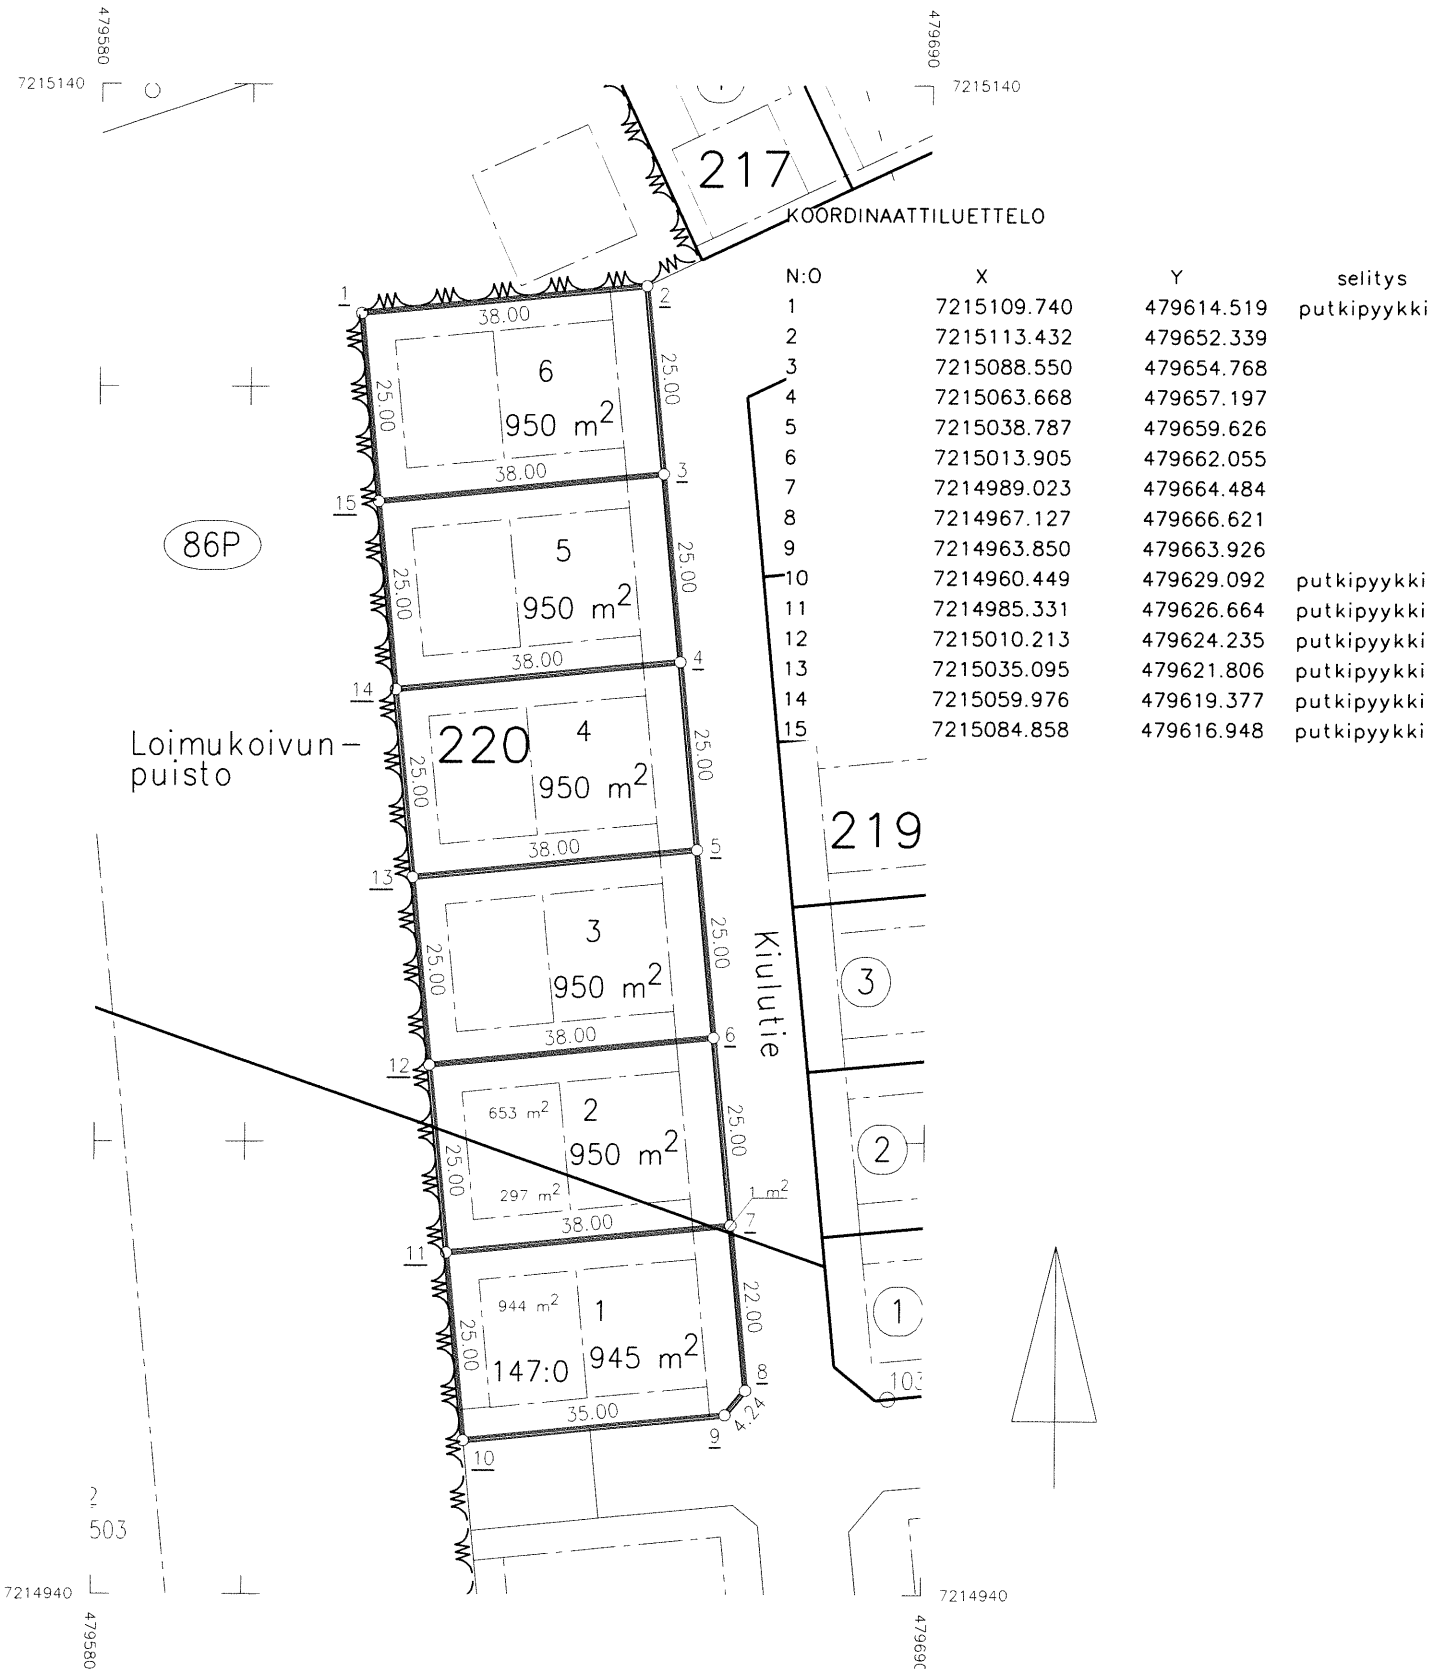 479580
479690
7215140
7215140
217
KOORDINAATTILUETTELO
N:O X Y selitys
1 7215109.740 479614.519 putkipyykki
2 7215113.432 479652.339
3 7215088.550 479654.768
4 7215063.668 479657.197
5 7215038.787 479659.626
6 7215013.905 479662.055
7 7214989.023 479664.484
8 7214967.127 479666.621
9 7214963.850 479663.926
10 7214960.449 479629.092 putkipyykki
11 7214985.331 479626.664 putkipyykki
12 7215010.213 479624.235 putkipyykki
13 7215035.095 479621.806 putkipyykki
14 7215059.976 479619.377 putkipyykki
15 7215084.858 479616.948 putkipyykki
1
2
38.00
6
950 m²
25.00
25.00
38.00
3
15
86P
5
950 m²
25.00
25.00
38.00
4
14
Loimukoivun-
puisto
220
4
950 m²
25.00
25.00
38.00
5
13
219
3
950 m²
25.00
25.00
38.00
6
12
Kiulutie
3
653 m²
2
950 m²
297 m²
25.00
25.00
38.00
1 m²
7
11
2
944 m²
1
147:0
945 m²
25.00
22.00
35.00
8
4.24
9
10
1
103
2
503
7214940
7214940
479580
479690